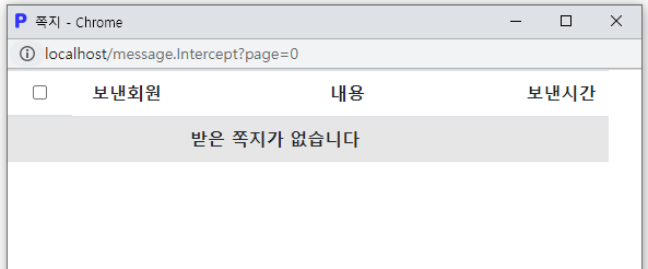 P 쪽지 - Chrome
localhost/message.Intercept?page=0
보낸회원 내용 보낸시간
받은 쪽지가 없습니다